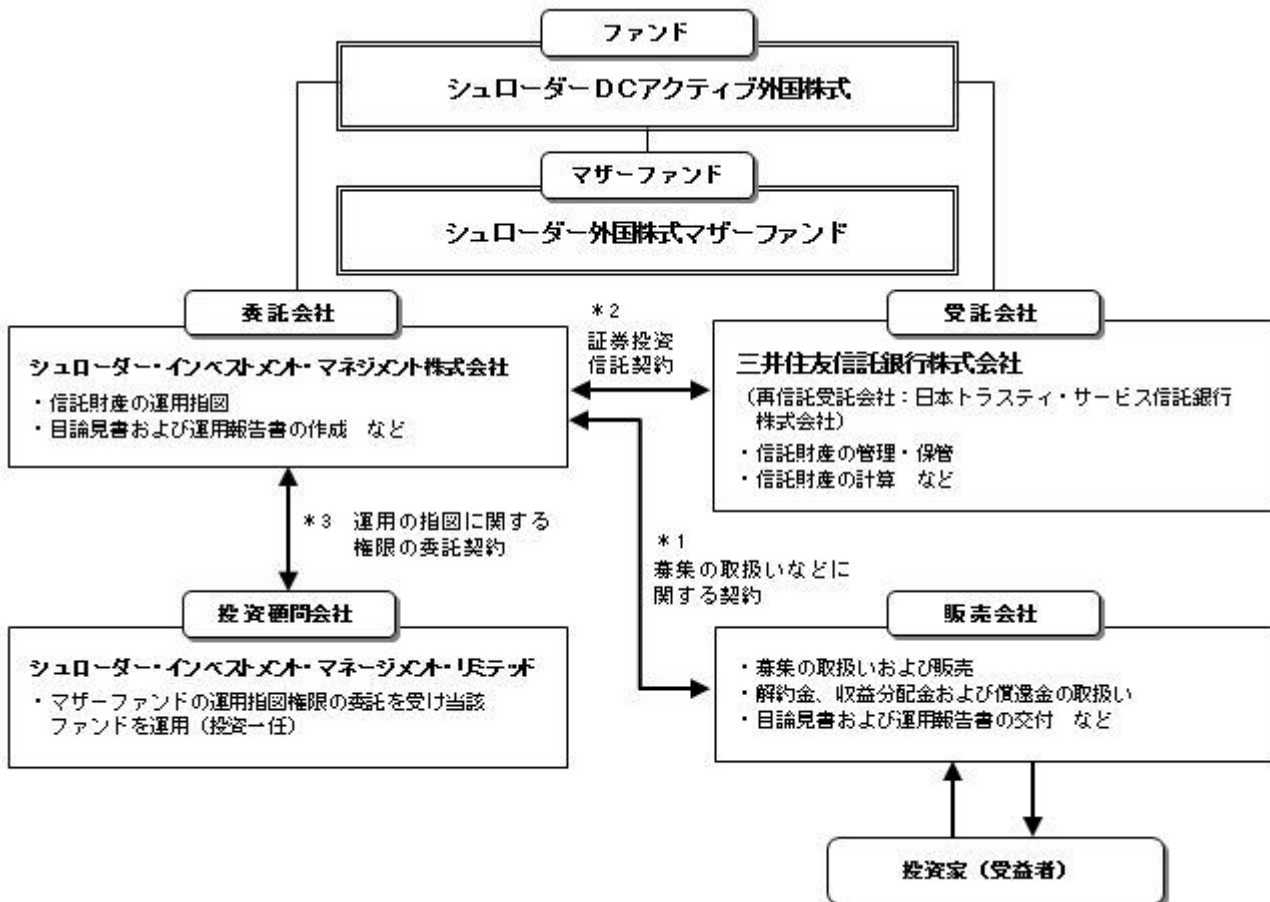 ファンド
シュローダーDCアクティブ外国株式
マザーファンド
シュローダー外国株式マザーファンド
委託会社
シュローダー・インベストメント・マネジメント株式会社
・信託財産の運用指図
・目論見書および運用報告書の作成 など
*2
証券投資
信託契約
受託会社
三井住友信託銀行株式会社
(再信託受託会社:日本トラスティ・サービス信託銀行
株式会社)
・信託財産の管理・保管
・信託財産の計算 など
*3 運用の指図に関する
権限の委託契約
*1
募集の取扱いなどに
関する契約
投資顧問会社
シュローダー・インベストメント・マネージメント・リミテッド
・マザーファンドの運用指図権限の委託を受け当該
ファンドを運用(投資一任)
販売会社
・募集の取扱いおよび販売
・解約金、収益分配金および償還金の取扱い
・目論見書および運用報告書の交付 など
投資家(受益者)